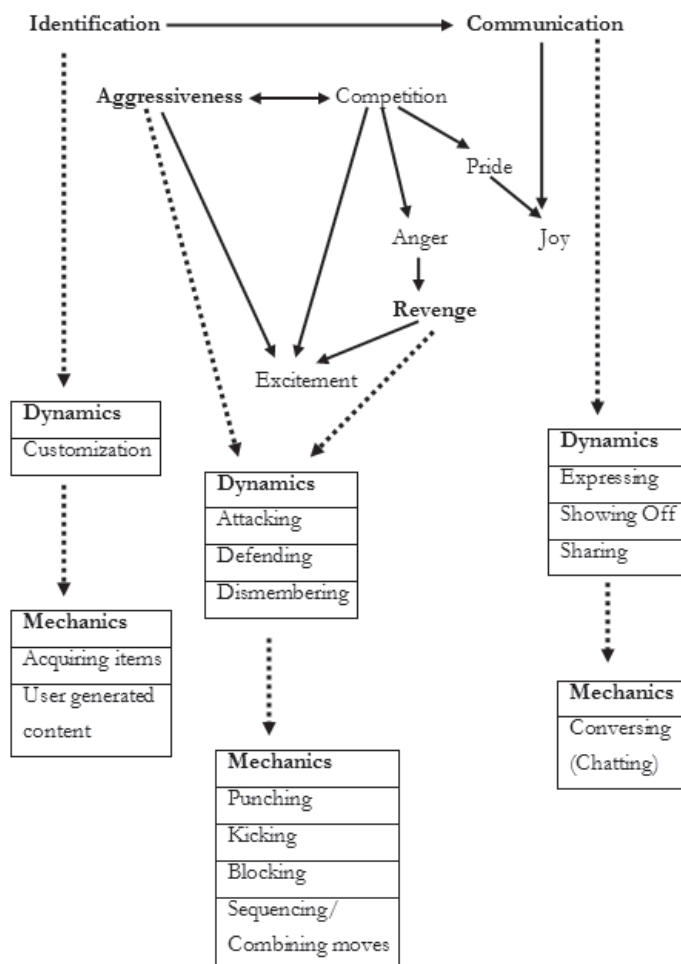 Identification
Communication
Aggressiveness
Competition
Pride
Anger
Joy
Revenge
Excitement
Dynamics
Customization
Dynamics
Attacking
Defending
Dismembering
Dynamics
Expressing
Showing Off
Sharing
Mechanics
Acquiring items
User generated
content
Mechanics
Conversing
(Chatting)
Mechanics
Punching
Kicking
Blocking
Sequencing/
Combining moves